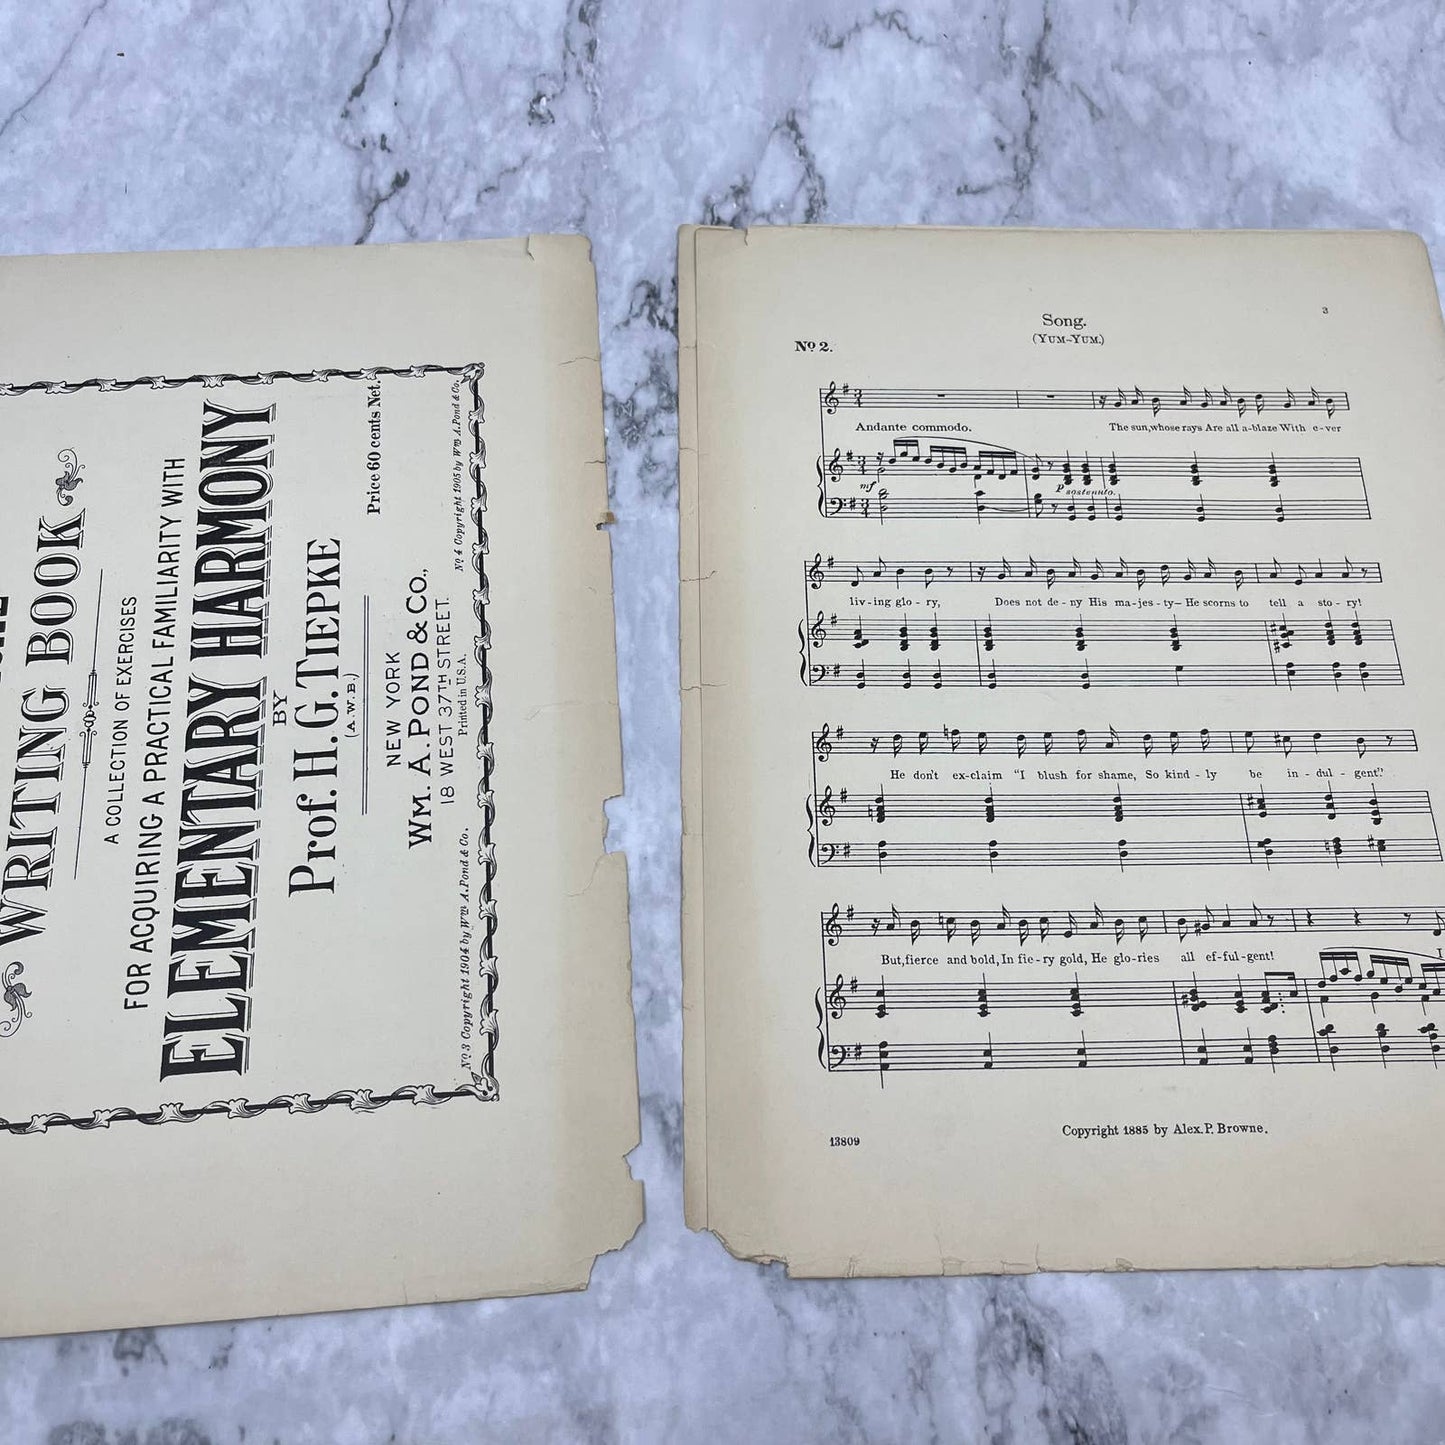 WRITING BOOK
A COLLECTION OF EXERCISES
FOR ACQUIRING A PRACTICAL FAMILIARITY WITH
ELEMENTARY HARMONY
BY
Prof. H. G. TIEPKE
(A.W.B.)
Price 60 cents Net.
NEW YORK
WM. A. POND & CO.,
18 WEST 37TH STREET.
Printed in U.S.A.
No 3 Copyright 1904 by Wm A. Pond & Co.
No 4 Copyright 1905 by Wm A. Pond & Co.
3
Song.
(YUM-YUM.)
No 2.
Andante commodo.
The sun, whose rays Are all a-blaze With e-ver
mf
p sostenuto.
liv-ing glo-ry, Does not de-ny His ma-jes-ty— He scorns to tell a sto-ry!
He don't ex-claim "I blush for shame, So kind-ly be in-dul-gent."
But, fierce and bold, In fie-ry gold, He glo-ries all ef-ful-gent! I
Copyright 1885 by Alex. P. Browne.
13809